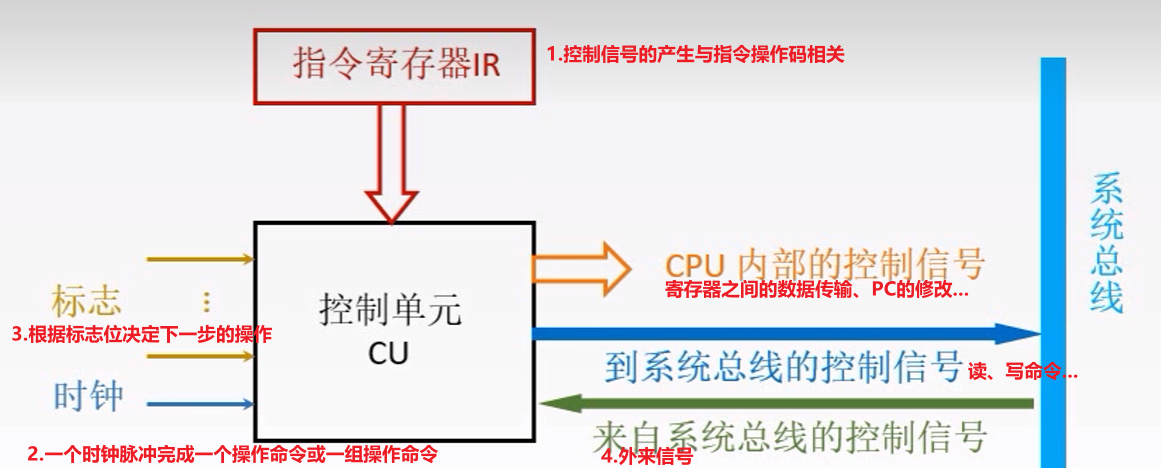 指令寄存器IR
1.控制信号的产生与指令操作码相关
系统总线
CPU 内部的控制信号
寄存器之间的数据传输、PC的修改...
标志
控制单元
CU
3.根据标志位决定下一步的操作
到系统总线的控制信号
读、写命令...
时钟
来自系统总线的控制信号
2.一个时钟脉冲完成一个操作命令或一组操作命令
4.外来信号